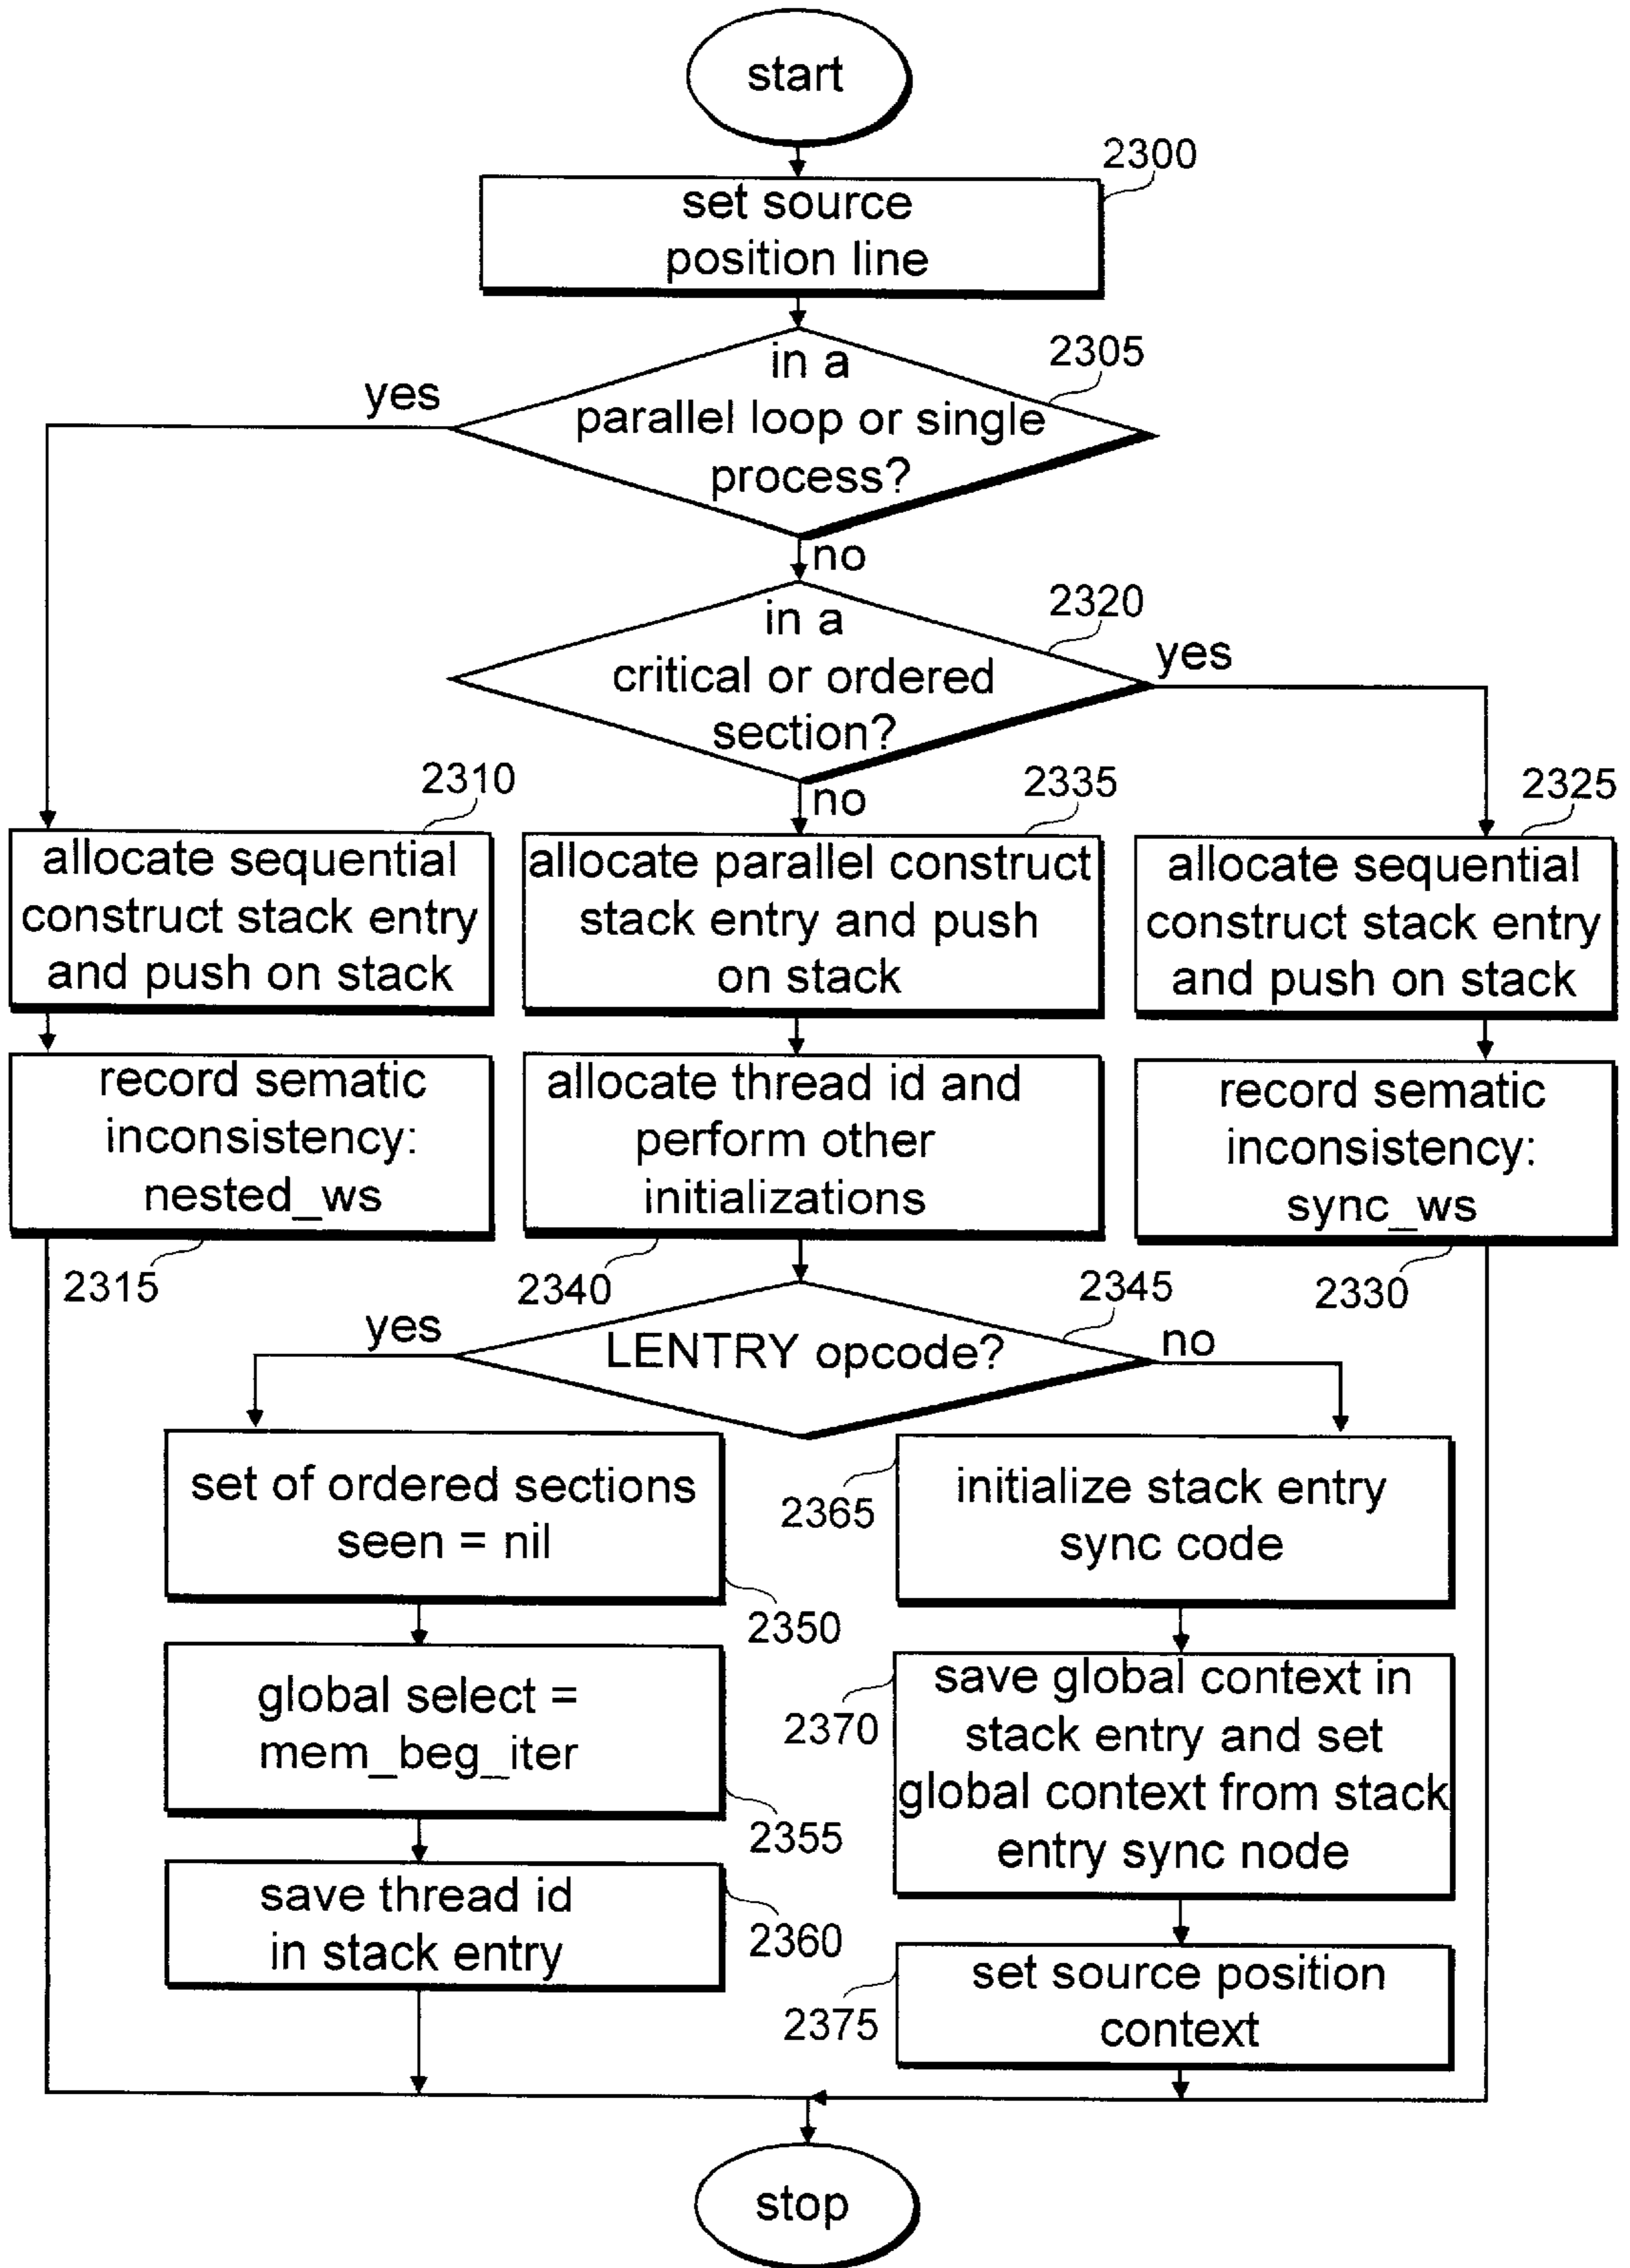 start
2300
set source
position line
2305
in a
parallel loop or single
process?
yes
no
2320
in a
critical or ordered
section?
yes
no
2310
allocate sequential
construct stack entry
and push on stack
2335
allocate parallel construct
stack entry and push
on stack
2325
allocate sequential
construct stack entry
and push on stack
record sematic
inconsistency:
nested_ws
2315
allocate thread id and
perform other
initializations
2340
record sematic
inconsistency:
sync_ws
2330
2345
LENTRY opcode?
yes
no
set of ordered sections
seen = nil
2350
global select =
mem_beg_iter
2355
save thread id
in stack entry
2360
2365
initialize stack entry
sync code
2370
save global context in
stack entry and set
global context from stack
entry sync node
2375
set source position
context
stop